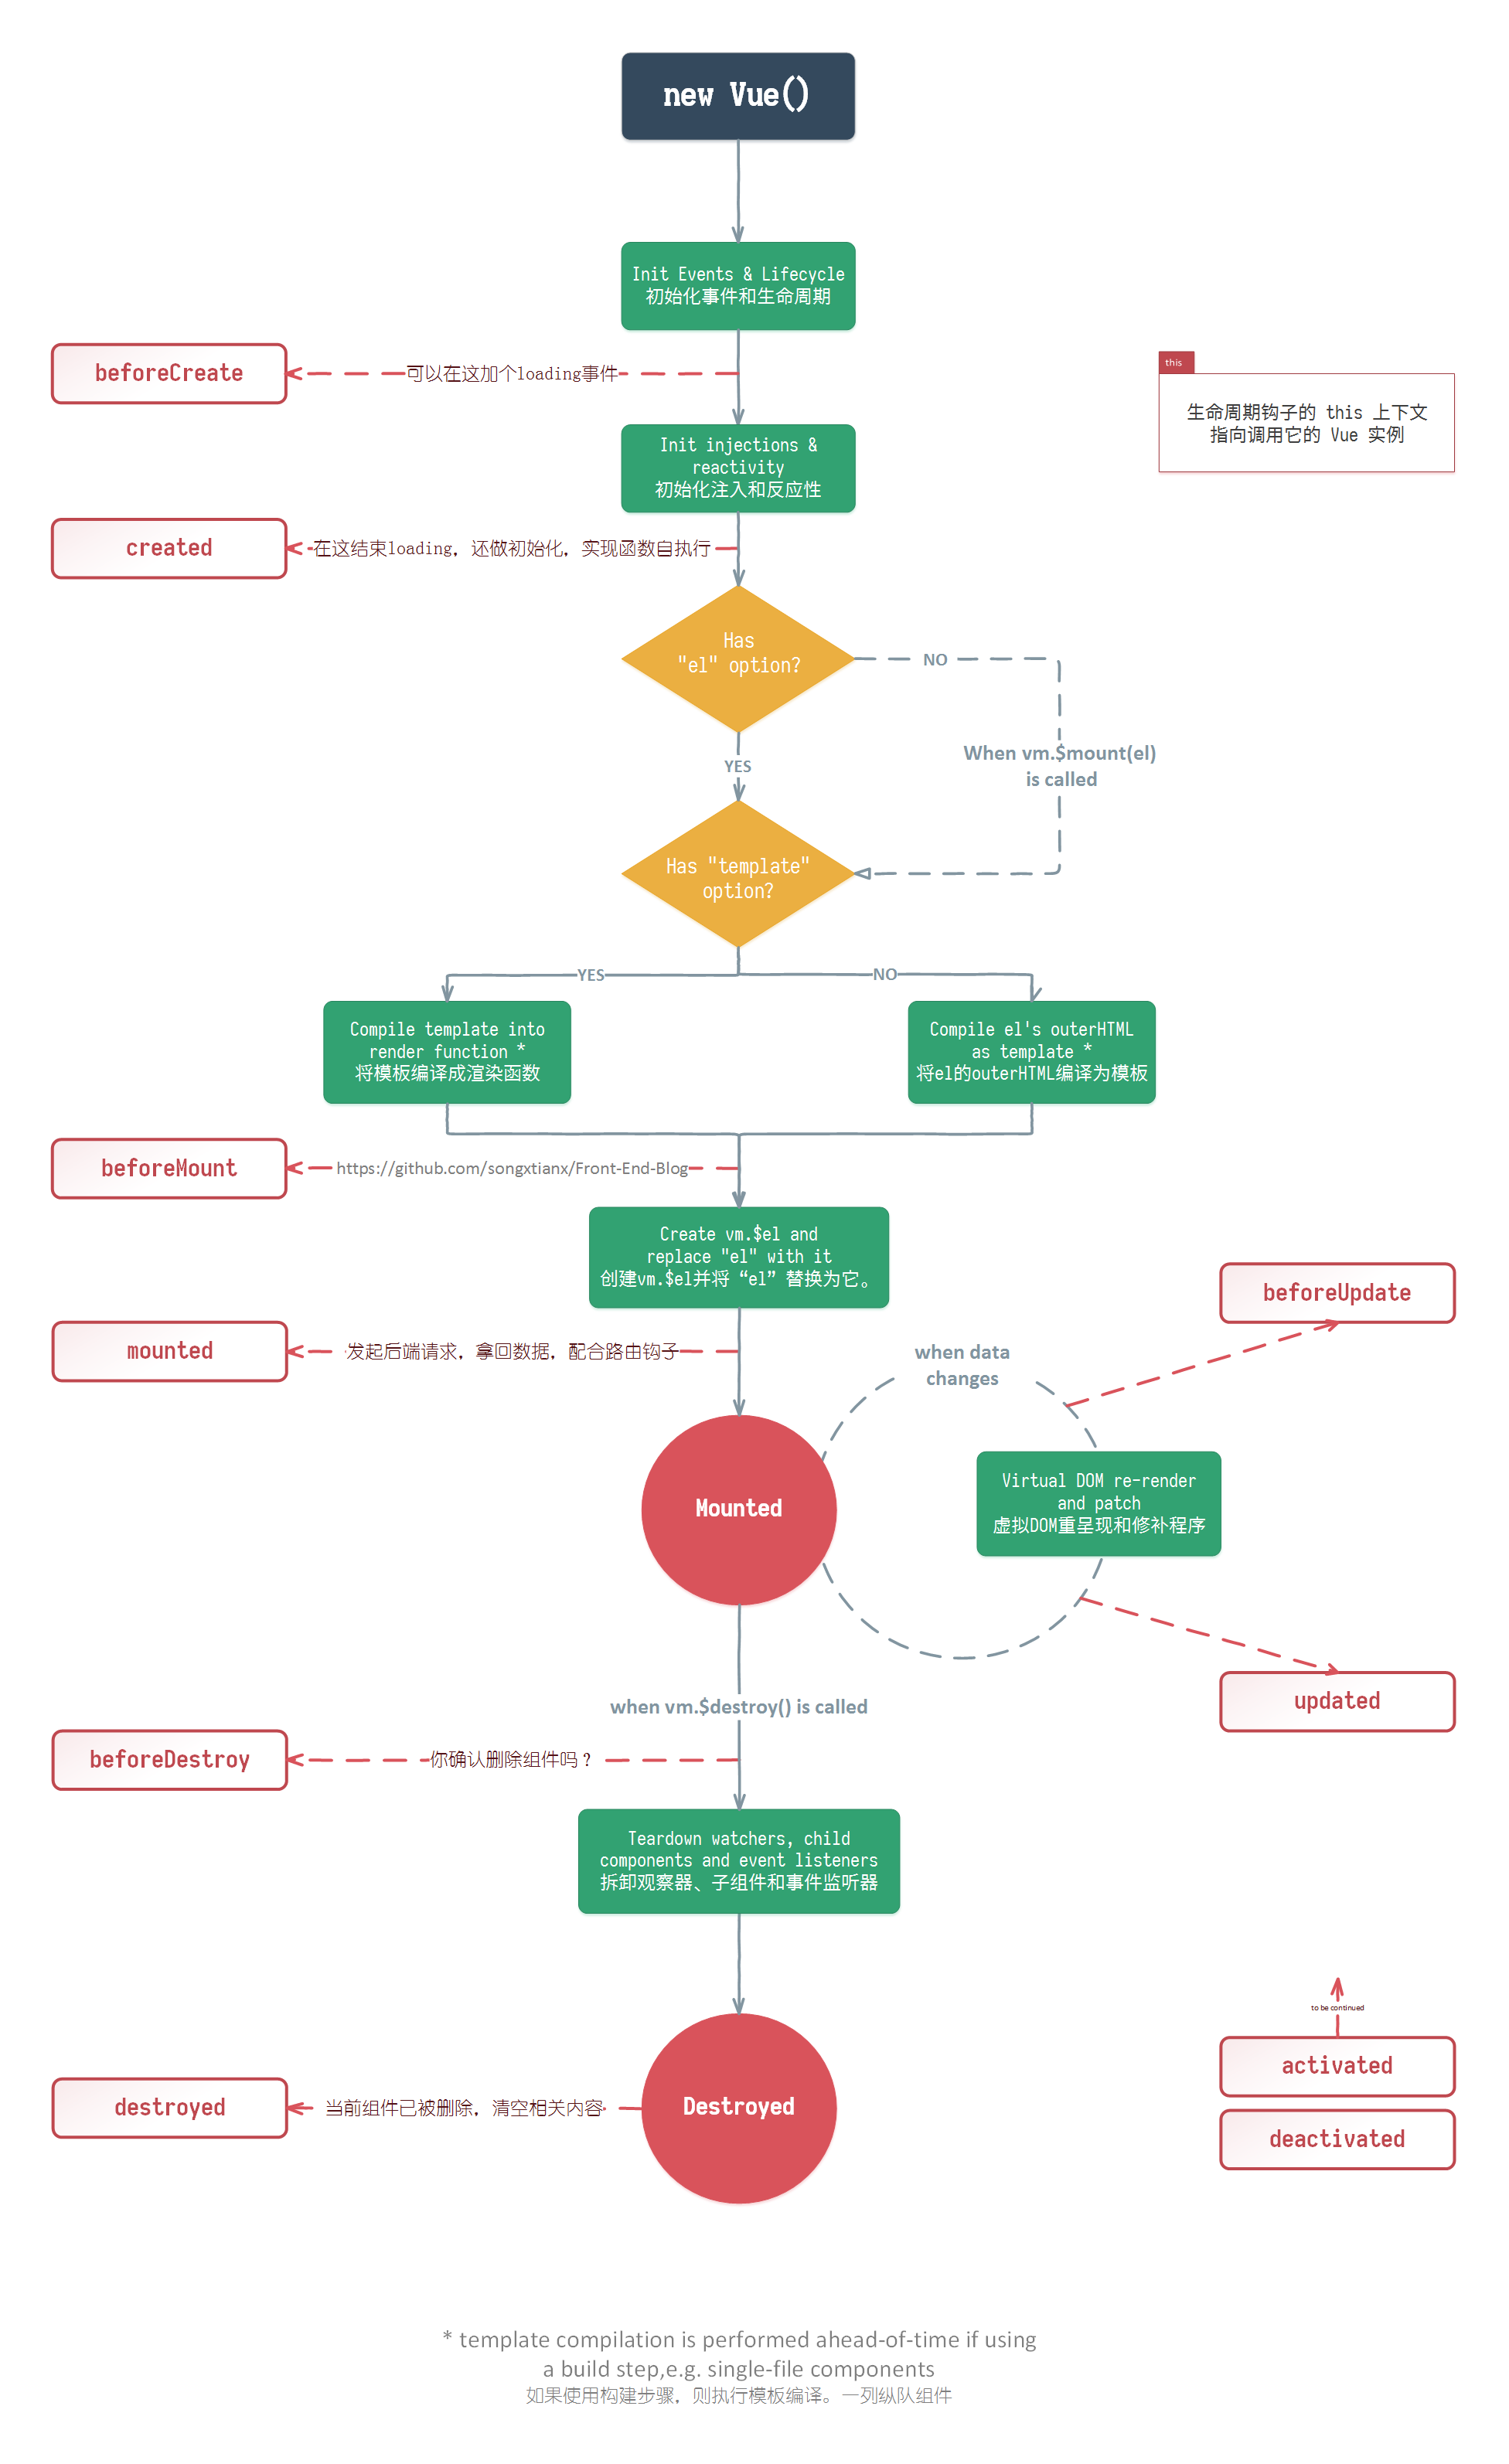 new Vue()
Init Events & Lifecycle
初始化事件和生命周期
beforeCreate
可以在这加个loading事件
this
生命周期钩子的 this 上下文
指向调用它的 Vue 实例
Init injections &
reactivity
初始化注入和反应性
created
在这结束loading，还做初始化，实现函数自执行
Has
"el" option?
NO
When vm.$mount(el)
is called
YES
Has "template"
option?
YES
NO
Compile template into
render function *
将模板编译成渲染函数
Compile el's outerHTML
as template *
将el的outerHTML编译为模板
beforeMount
https://github.com/songxtianx/Front-End-Blog
Create vm.$el and
replace "el" with it
创建vm.$el并将“el”替换为它。
beforeUpdate
mounted
发起后端请求，拿回数据，配合路由钩子
when data
changes
Mounted
Virtual DOM re-render
and patch
虚拟DOM重呈现和修补程序
updated
when vm.$destroy() is called
beforeDestroy
你确认删除组件吗？
Teardown watchers, child
components and event listeners
拆卸观察器、子组件和事件监听器
to be continued
activated
destroyed
当前组件已被删除，清空相关内容
Destroyed
deactivated
* template compilation is performed ahead-of-time if using
a build step,e.g. single-file components
如果使用构建步骤，则执行模板编译。一列纵队组件